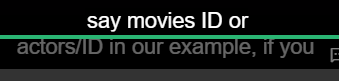 say movies ID or
actors/ID in our example, if you